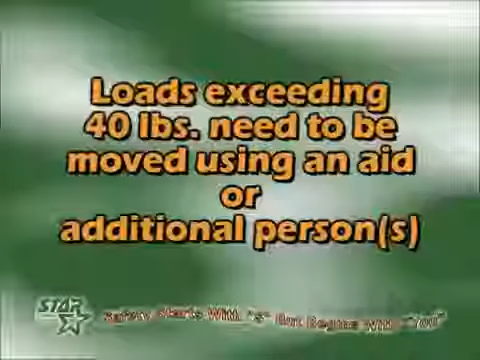 Loads exceeding
40 lbs. need to be
moved using an aid
or
additional person(s)
STAR
Safety Starts With "S" But Begins With "You"